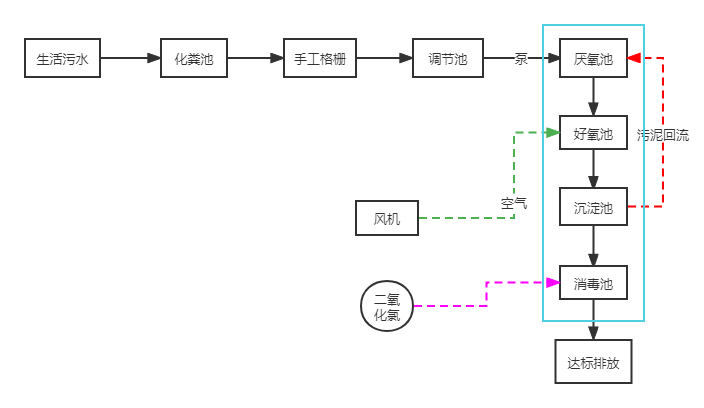 生活污水
化粪池
手工格栅
调节池
泵
厌氧池
好氧池
污泥回流
空气
沉淀池
风机
消毒池
二氧
化氯
达标排放